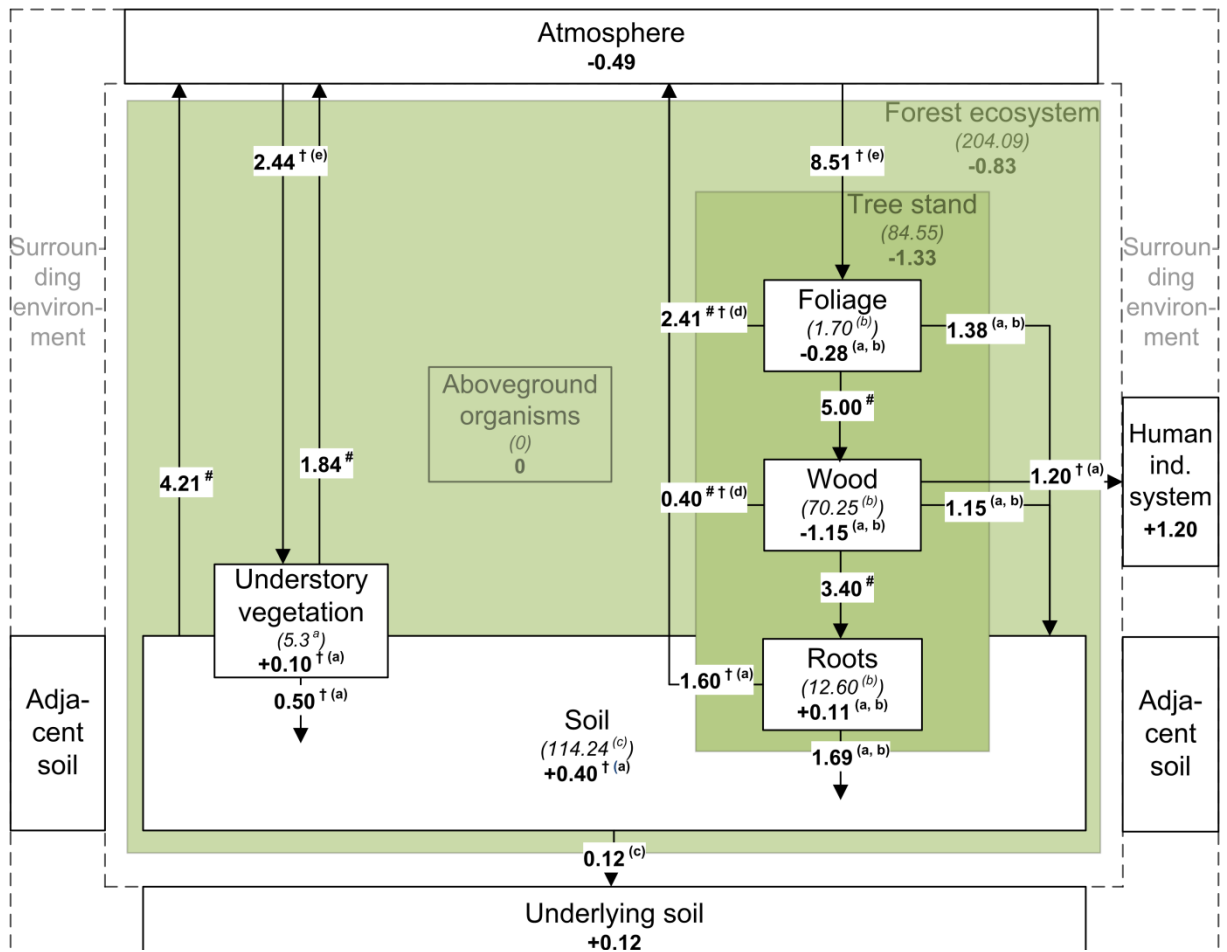 Atmosphere
-0.49
Forest ecosystem
(204.09)
-0.83
2.44 † (e)
8.51 † (e)
Tree stand
(84.55)
-1.33
Surroun-
ding
environ-
ment
Surroun-
ding
environ-
ment
Foliage
(1.70 (b))
-0.28 (a, b)
2.41 # † (d)
1.38 (a, b)
Aboveground
organisms
(0)
0
5.00 #
Human
ind.
system
+1.20
4.21 #
1.84 #
Wood
(70.25 (b))
-1.15 (a, b)
0.40 # † (d)
1.20 † (a)
1.15 (a, b)
Understory
vegetation
(5.3 a)
+0.10 † (a)
3.40 #
0.50 † (a)
Roots
(12.60 (b))
+0.11 (a, b)
1.60 † (a)
Adja-
cent
soil
Soil
(114.24 (c))
+0.40 † (a)
1.69 (a, b)
Adja-
cent
soil
0.12 (c)
Underlying soil
+0.12